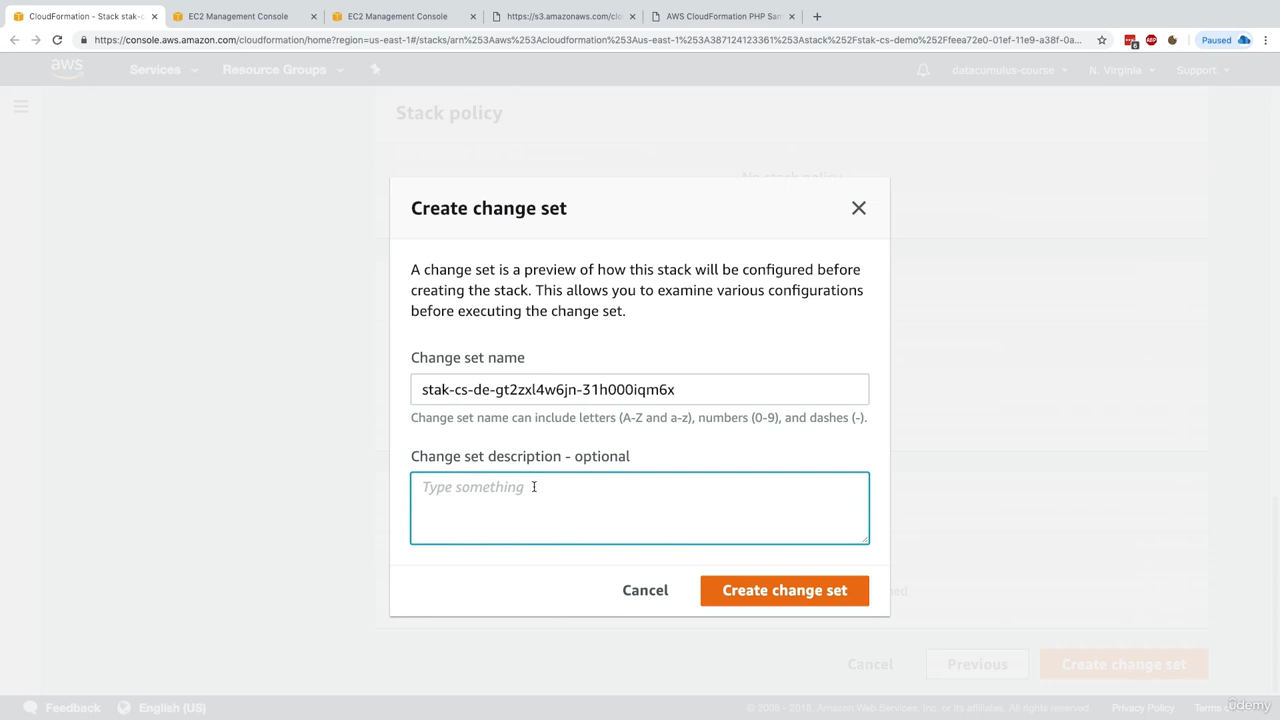 CloudFormation - Stack stak-c
EC2 Management Console
EC2 Management Console
https://s3.amazonaws.com/clo
AWS CloudFormation PHP Sam
https://console.aws.amazon.com/cloudformation/home?region=us-east-1#/stacks/arn%253Aaws%253Acloudformation%253Aus-east-1%253A387124123361%253Astack%252Fstak-cs-demo%252Ffeea72e0-01ef-11e9-a38f-0a...
6
ABP
Paused
aws
Services
Resource Groups
datacumulus-course
N. Virginia
Support
Stack policy
No stack policy
Create change set
A change set is a preview of how this stack will be configured before
creating the stack. This allows you to examine various configurations
before executing the change set.
Change set name
stak-cs-de-gt2zxl4w6jn-31h000iqm6x
Change set name can include letters (A-Z and a-z), numbers (0-9), and dashes (-).
Change set description - optional
Type something
Cancel
Create change set
Cancel
Previous
Create change set
Feedback
English (US)
© 2008 - 2018, Amazon Web Services, Inc. or its affiliates. All rights reserved.
Privacy Policy
Terms
Udemy